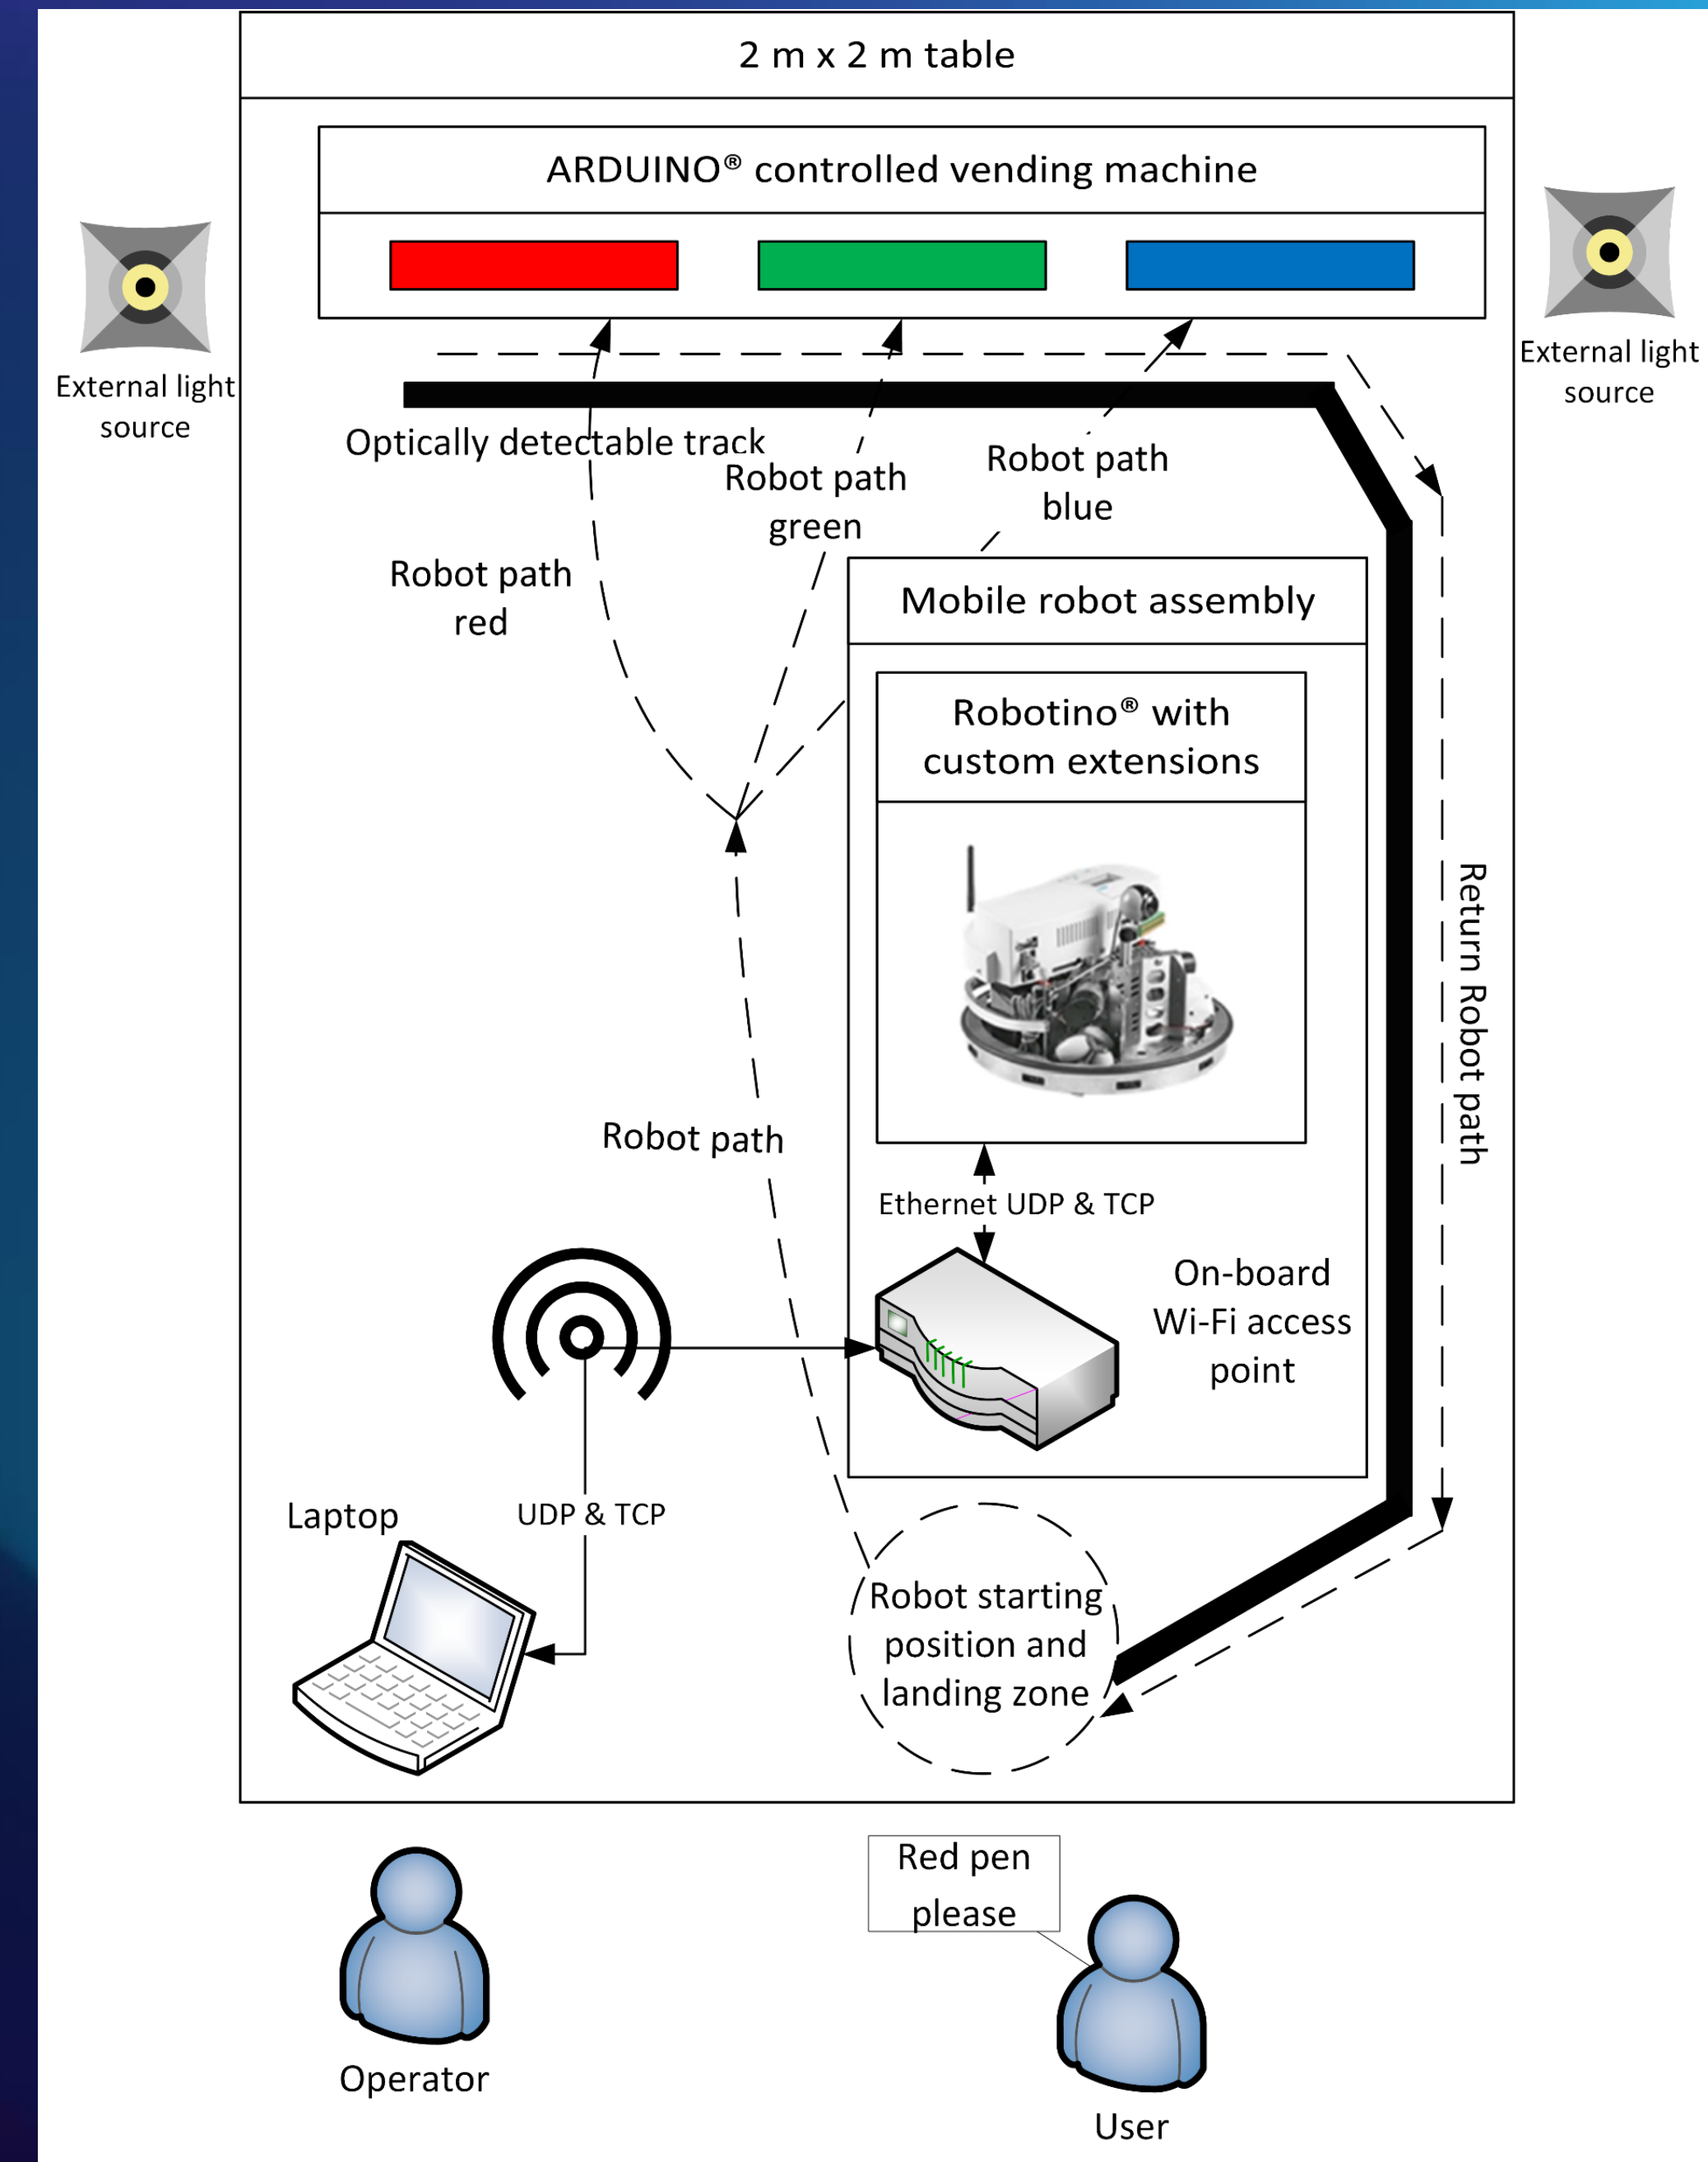 2 m x 2 m table
ARDUINO® controlled vending machine
External light
source
External light
source
Optically detectable track
Robot path
green
Robot path
blue
Robot path
red
Mobile robot assembly
Robotino® with
custom extensions
Return Robot path
Robot path
Ethernet UDP & TCP
On-board
Wi-Fi access
point
Laptop
UDP & TCP
Robot starting
position and
landing zone
Red pen
please
Operator
User